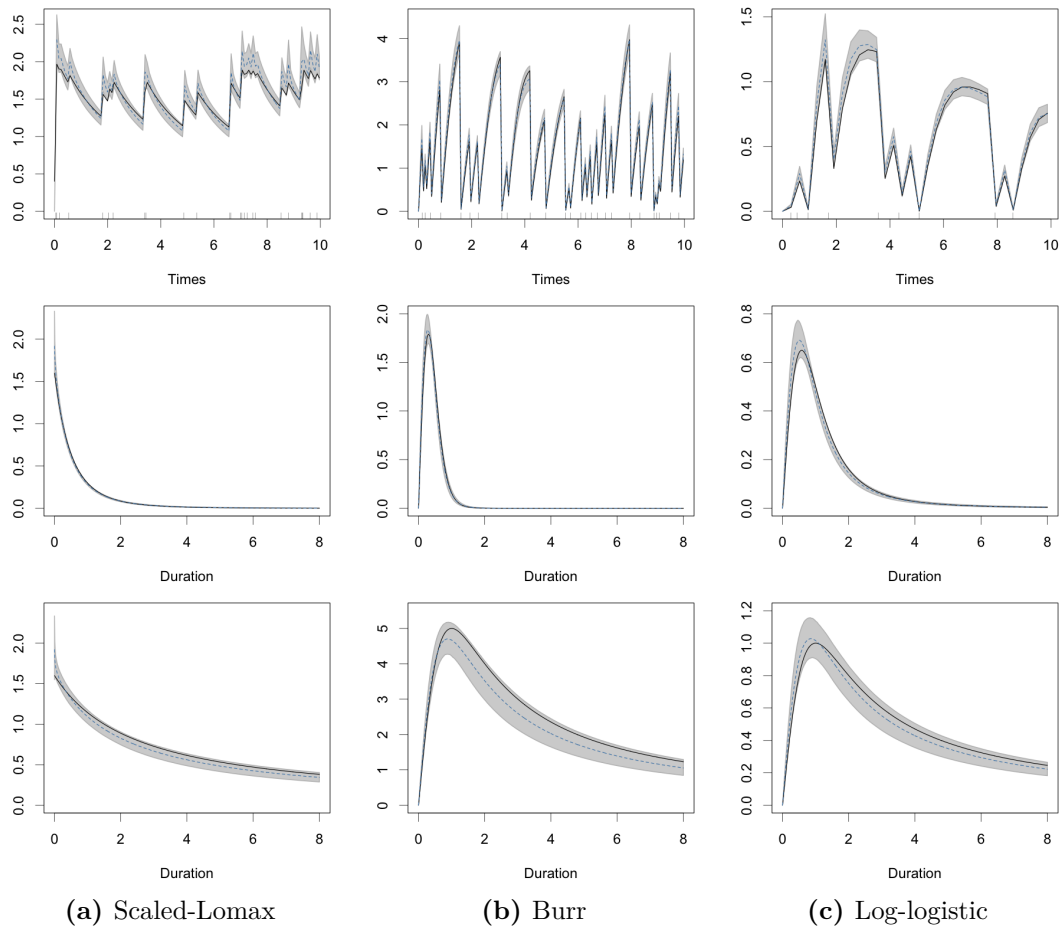 0.0 0.5 1.0 1.5 2.0 2.5
0 2 4 6 8 10
Times
0 1 2 3 4
0 2 4 6 8 10
Times
0.0 0.5 1.0 1.5
0 2 4 6 8 10
Times
0.0 0.5 1.0 1.5 2.0
0 2 4 6 8
Duration
0.0 0.5 1.0 1.5 2.0
0 2 4 6 8
Duration
0.0 0.2 0.4 0.6 0.8
0 2 4 6 8
Duration
0.0 0.5 1.0 1.5 2.0
0 2 4 6 8
Duration
0 1 2 3 4 5
0 2 4 6 8
Duration
0.0 0.2 0.4 0.6 0.8 1.0 1.2
0 2 4 6 8
Duration
(a) Scaled-Lomax
(b) Burr
(c) Log-logistic